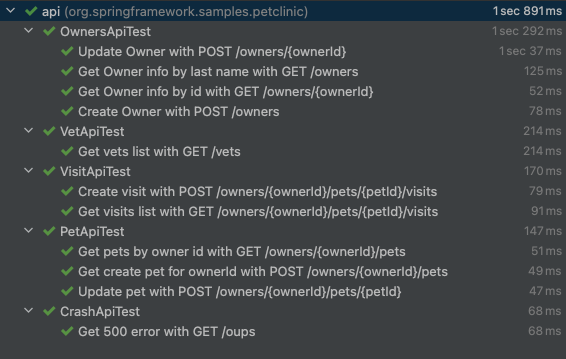 api (org.springframework.samples.petclinic) 1 sec 891 ms
OwnersApiTest 1 sec 292 ms
Update Owner with POST /owners/{ownerId} 1 sec 37 ms
Get Owner info by last name with GET /owners 125 ms
Get Owner info by id with GET /owners/{ownerId} 52 ms
Create Owner with POST /owners 78 ms
VetApiTest 214 ms
Get vets list with GET /vets 214 ms
VisitApiTest 170 ms
Create visit with POST /owners/{ownerId}/pets/{petId}/visits 79 ms
Get visits list with GET /owners/{ownerId}/pets/{petId}/visits 91 ms
PetApiTest 147 ms
Get pets by owner id with GET /owners/{ownerId}/pets 51 ms
Get create pet for ownerId with POST /owners/{ownerId}/pets 49 ms
Update pet with POST /owners/{ownerId}/pets/{petId} 47 ms
CrashApiTest 68 ms
Get 500 error with GET /oups 68 ms